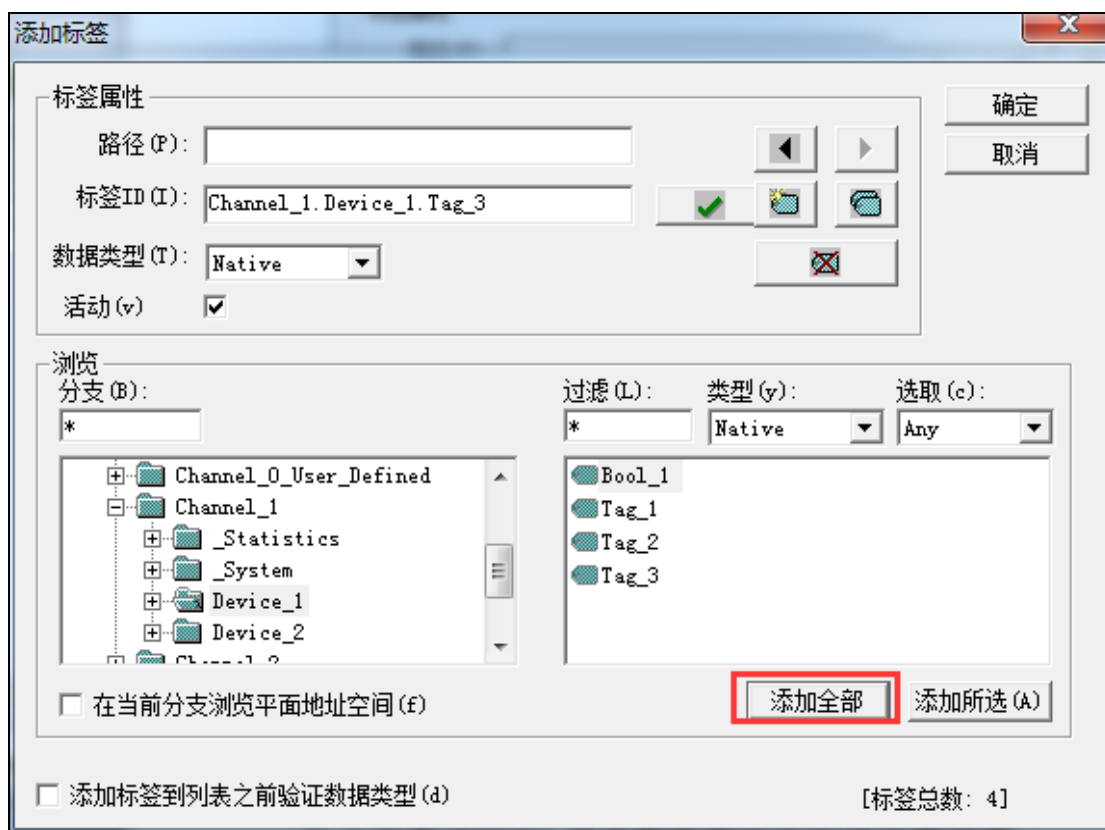 添加标签
标签属性
确定
路径(P):
取消
标签ID(I): Channel_1.Device_1.Tag_3
数据类型(T): Native
活动(v)
浏览
分支(B): 过滤(L): 类型(y): 选取(c):
* * Native Any
Channel_0_User_Defined
Channel_1
_Statistics
_System
Device_1
Device_2
Bool_1
Tag_1
Tag_2
Tag_3
在当前分支浏览平面地址空间(f)
添加全部 添加所选(A)
添加标签到列表之前验证数据类型(d)
[标签总数: 4]